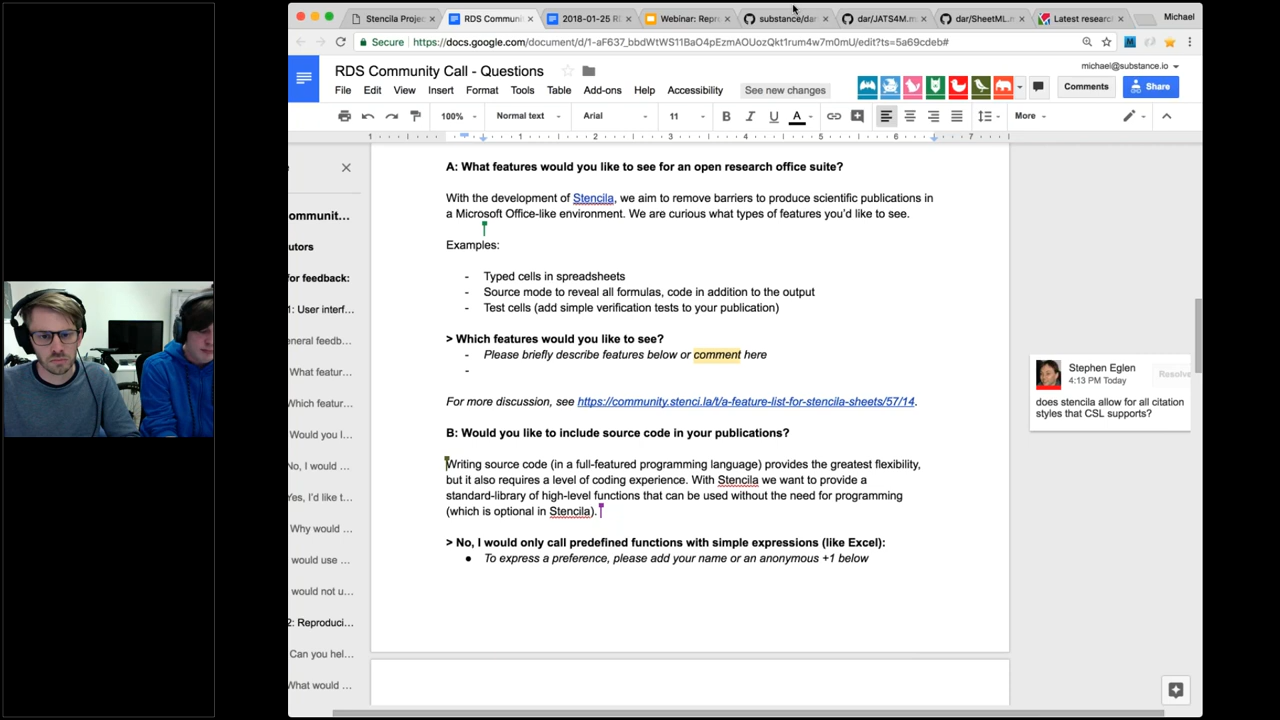 Stencila Proje
RDS Communi
2018-01-25 RD
Webinar: Repr
substance/dar
dar/JATS4M.m
dar/SheetML.m
Latest researc
Michael
Secure
https://docs.google.com/document/d/1-aF637_bbdWtWS11BaO4pEzmAOUozQkt1rum4w7m0mU/edit?ts=5a69cdeb#
RDS Community Call - Questions
michael@substance.io
File Edit View Insert Format Tools Table Add-ons Help Accessibility See new changes
Comments
Share
100% Normal text Arial 11 B I U A More
1 1 2 3 4 5 6 7
A: What features would you like to see for an open research office suite?
With the development of Stencila, we aim to remove barriers to produce scientific publications in
a Microsoft Office-like environment. We are curious what types of features you'd like to see.
Examples:
- Typed cells in spreadsheets
- Source mode to reveal all formulas, code in addition to the output
- Test cells (add simple verification tests to your publication)
> Which features would you like to see?
- Please briefly describe features below or comment here
-
For more discussion, see https://community.stenci.la/t/a-feature-list-for-stencila-sheets/57/14.
B: Would you like to include source code in your publications?
Writing source code (in a full-featured programming language) provides the greatest flexibility,
but it also requires a level of coding experience. With Stencila we want to provide a
standard-library of high-level functions that can be used without the need for programming
(which is optional in Stencila).
> No, I would only call predefined functions with simple expressions (like Excel):
● To express a preference, please add your name or an anonymous +1 below
communit...
utors
for feedback:
1: User interf...
eneral feedb...
What featur...
Which featur...
Would you l...
No, I would ...
Yes, I'd like t...
Why would ...
would use ...
would not u...
2: Reproduci...
Can you hel...
What would ...
Stephen Eglen
4:13 PM Today
Resolve
does stencila allow for all citation
styles that CSL supports?